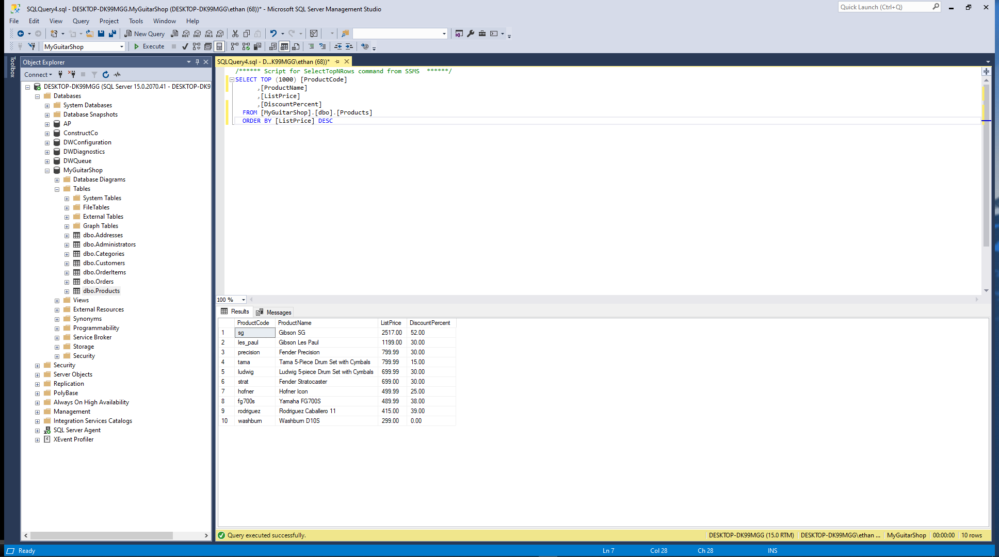 SQLQuery4.sql - DESKTOP-DK99MGG.MyGuitarShop (DESKTOP-DK99MGG\ethan (68))* - Microsoft SQL Server Management Studio
Quick Launch (Ctrl+Q)
File Edit View Query Project Tools Window Help
New Query MDX DMX XMLA DAX
MyGuitarShop Execute
Toolbox
Object Explorer
Connect
DESKTOP-DK99MGG (SQL Server 15.0.2070.41 - DESKTOP-DK9
Databases
System Databases
Database Snapshots
AP
ConstructCo
DWConfiguration
DWDiagnostics
DWQueue
MyGuitarShop
Database Diagrams
Tables
System Tables
FileTables
External Tables
Graph Tables
dbo.Addresses
dbo.Administrators
dbo.Categories
dbo.Customers
dbo.OrderItems
dbo.Orders
dbo.Products
Views
External Resources
Synonyms
Programmability
Service Broker
Storage
Security
Security
Server Objects
Replication
PolyBase
Always On High Availability
Management
Integration Services Catalogs
SQL Server Agent
XEvent Profiler
SQLQuery4.sql - D...K99MGG\ethan (68))*
/****** Script for SelectTopNRows command from SSMS  ******/
SELECT TOP (1000) [ProductCode]
,[ProductName]
,[ListPrice]
,[DiscountPercent]
FROM [MyGuitarShop].[dbo].[Products]
ORDER BY [ListPrice] DESC
100 %
Results Messages
ProductCode ProductName ListPrice DiscountPercent
1 sg Gibson SG 2517.00 52.00
2 les_paul Gibson Les Paul 1199.00 30.00
3 precision Fender Precision 799.99 30.00
4 tama Tama 5-Piece Drum Set with Cymbals 799.99 15.00
5 ludwig Ludwig 5-piece Drum Set with Cymbals 699.99 30.00
6 strat Fender Stratocaster 699.00 30.00
7 hofner Hofner Icon 499.99 25.00
8 fg700s Yamaha FG700S 489.99 38.00
9 rodriguez Rodriguez Caballero 11 415.00 39.00
10 washburn Washburn D10S 299.00 0.00
Query executed successfully.
DESKTOP-DK99MGG (15.0 RTM) DESKTOP-DK99MGG\ethan ... MyGuitarShop 00:00:00 10 rows
Ready Ln 7 Col 28 Ch 28 INS